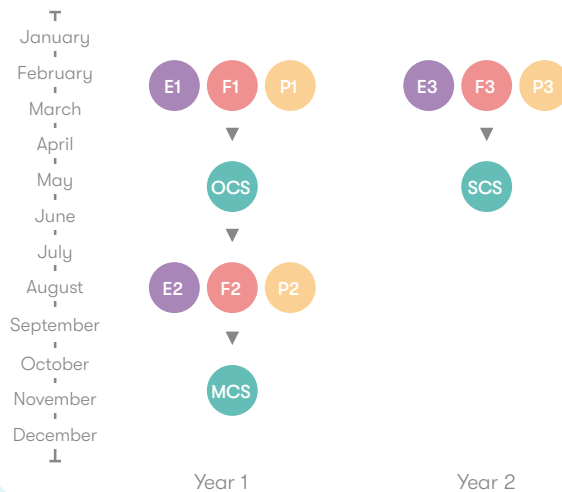 January
February
March
April
May
June
July
August
September
October
November
December
E1 F1 P1
OCS
E2 F2 P2
MCS
Year 1
E3 F3 P3
SCS
Year 2